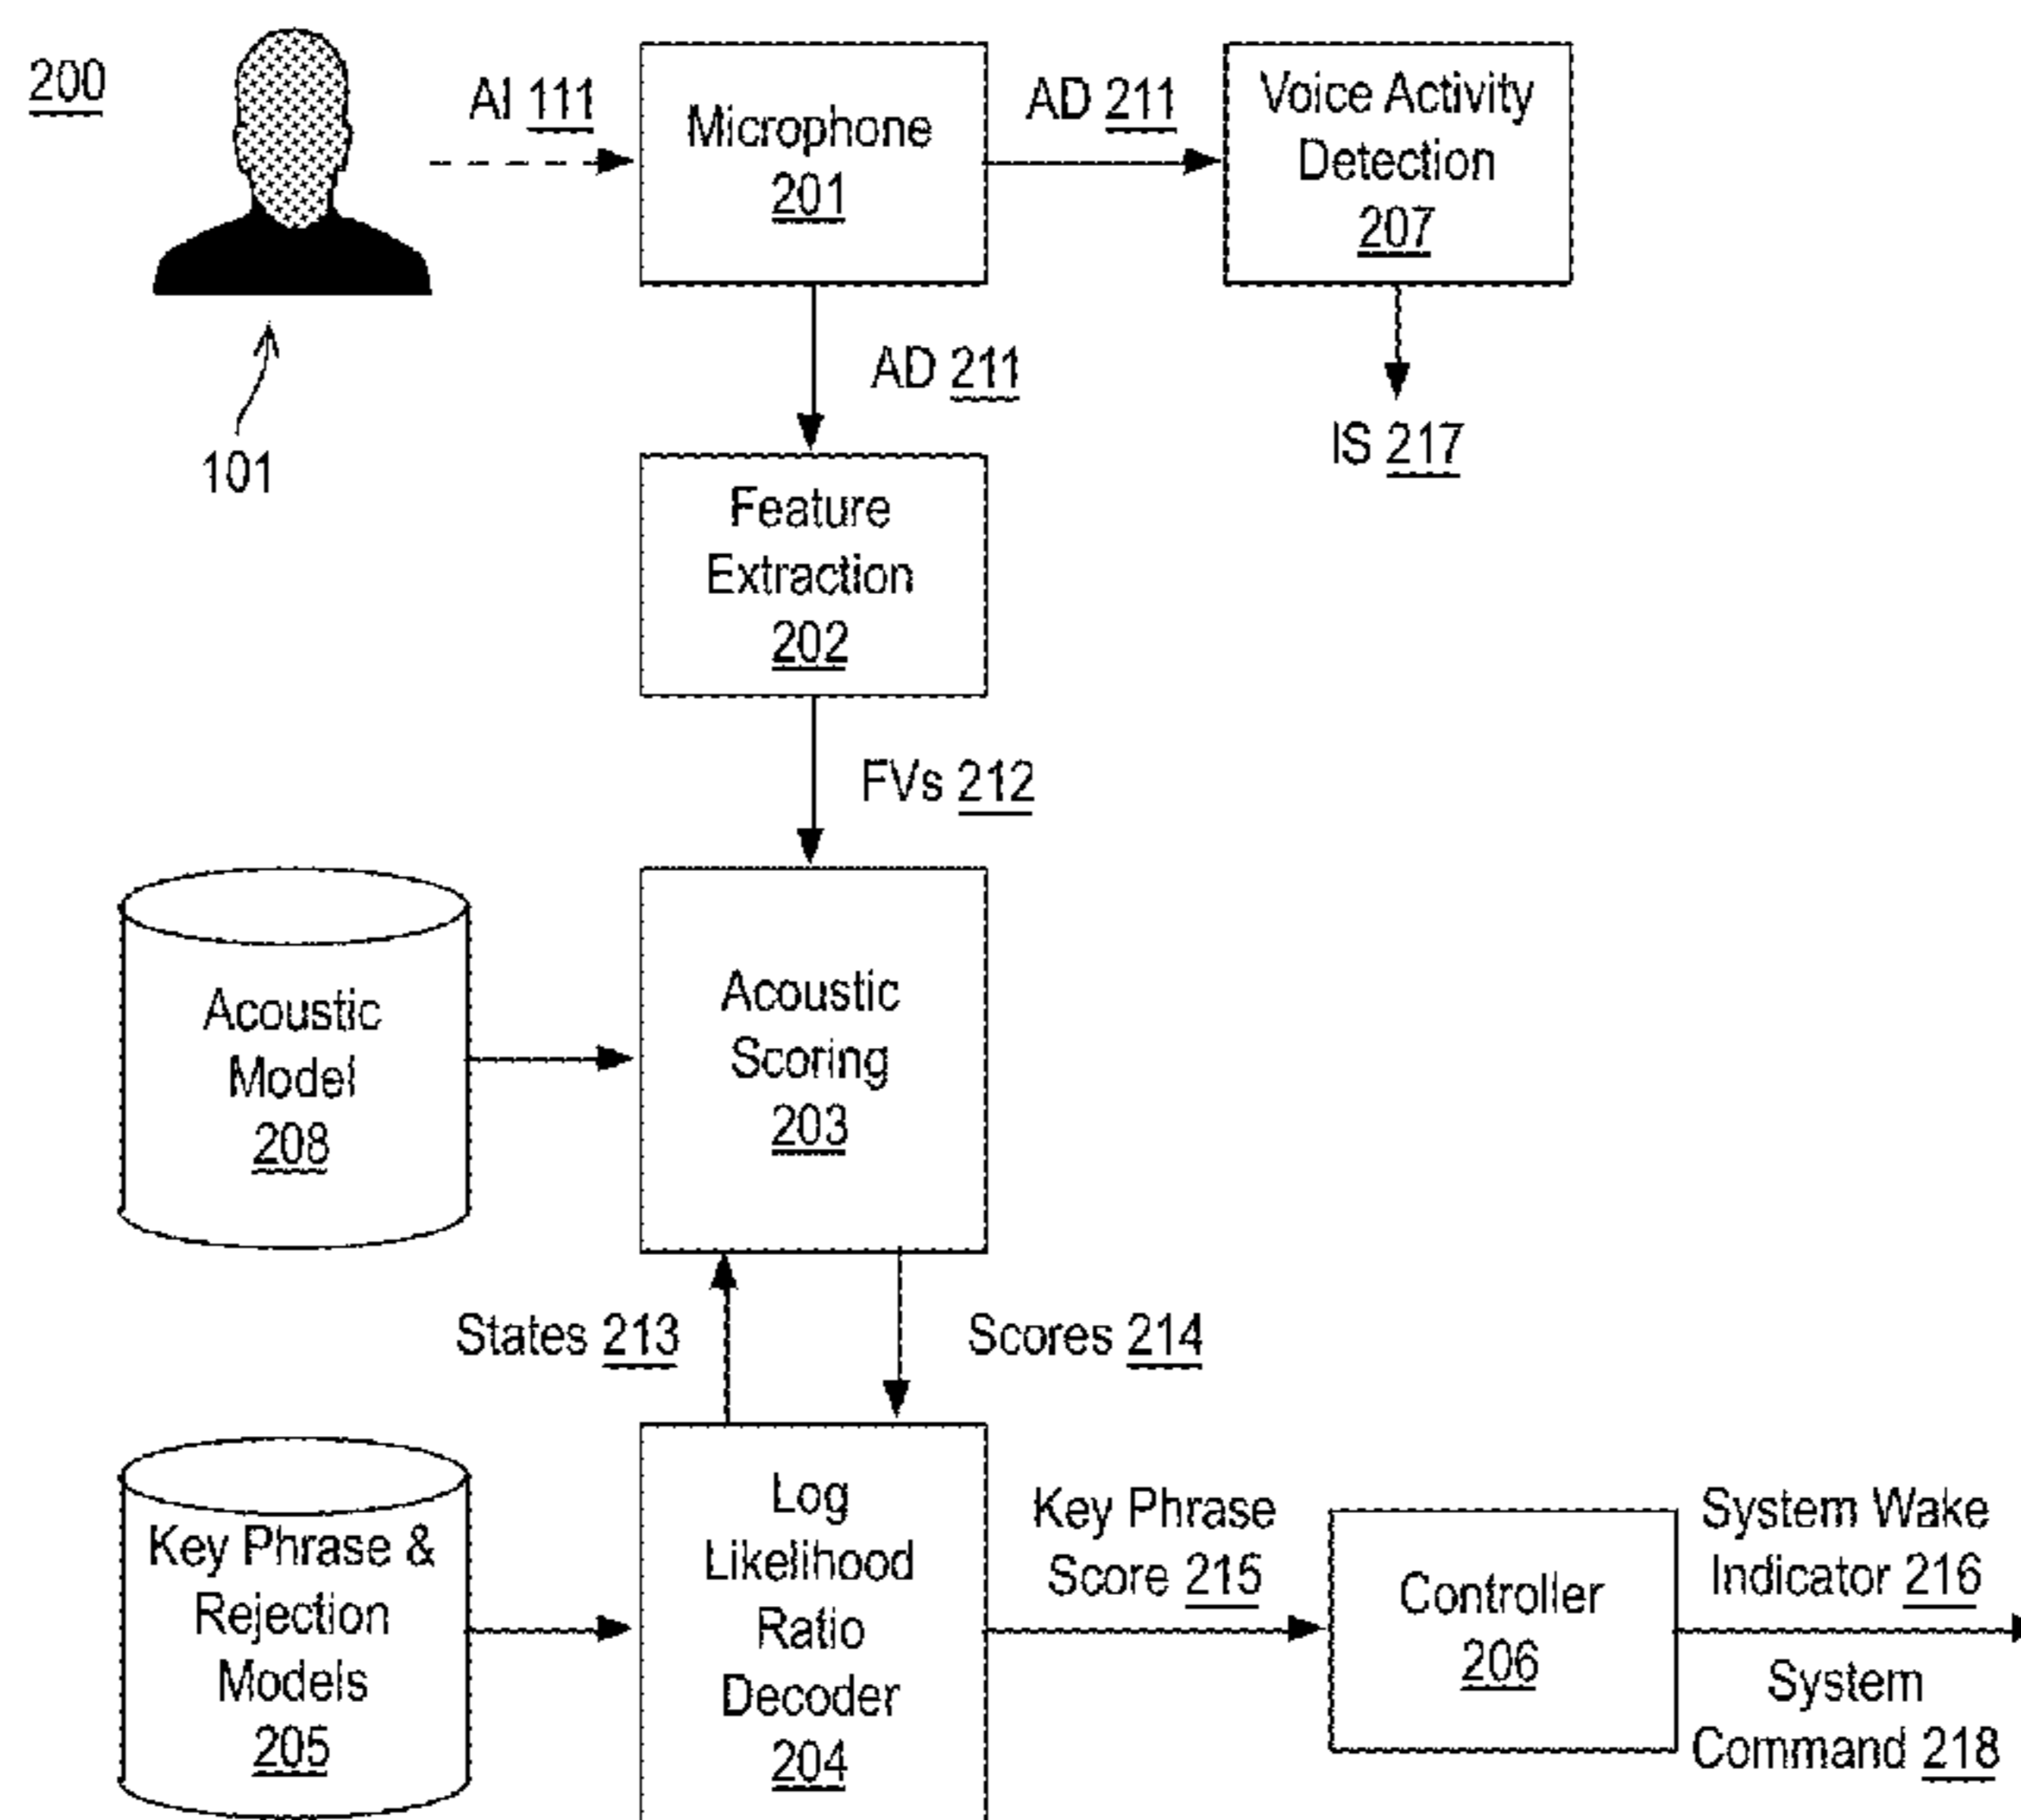 200
AI 111
Microphone
201
AD 211
Voice Activity
Detection
207
101
AD 211
IS 217
Feature
Extraction
202
FVs 212
Acoustic
Model
208
Acoustic
Scoring
203
States 213
Scores 214
Key Phrase &
Rejection
Models
205
Log
Likelihood
Ratio
Decoder
204
Key Phrase
Score 215
Controller
206
System Wake
Indicator 216
System
Command 218